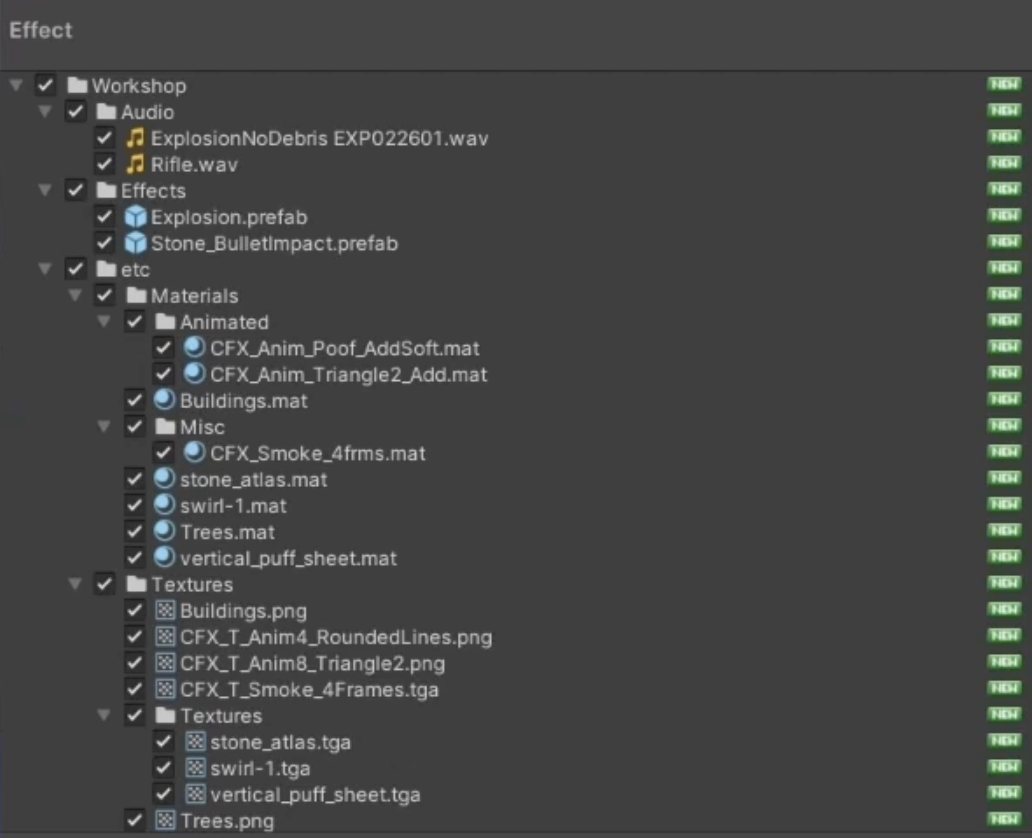 Effect
Workshop NEW
Audio NEW
ExplosionNoDebris EXP022601.wav NEW
Rifle.wav NEW
Effects NEW
Explosion.prefab NEW
Stone_BulletImpact.prefab NEW
etc NEW
Materials NEW
Animated NEW
CFX_Anim_Poof_AddSoft.mat NEW
CFX_Anim_Triangle2_Add.mat NEW
Buildings.mat NEW
Misc NEW
CFX_Smoke_4frms.mat NEW
stone_atlas.mat NEW
swirl-1.mat NEW
Trees.mat NEW
vertical_puff_sheet.mat NEW
Textures NEW
Buildings.png NEW
CFX_T_Anim4_RoundedLines.png NEW
CFX_T_Anim8_Triangle2.png NEW
CFX_T_Smoke_4Frames.tga NEW
Textures NEW
stone_atlas.tga NEW
swirl-1.tga NEW
vertical_puff_sheet.tga NEW
Trees.png NEW